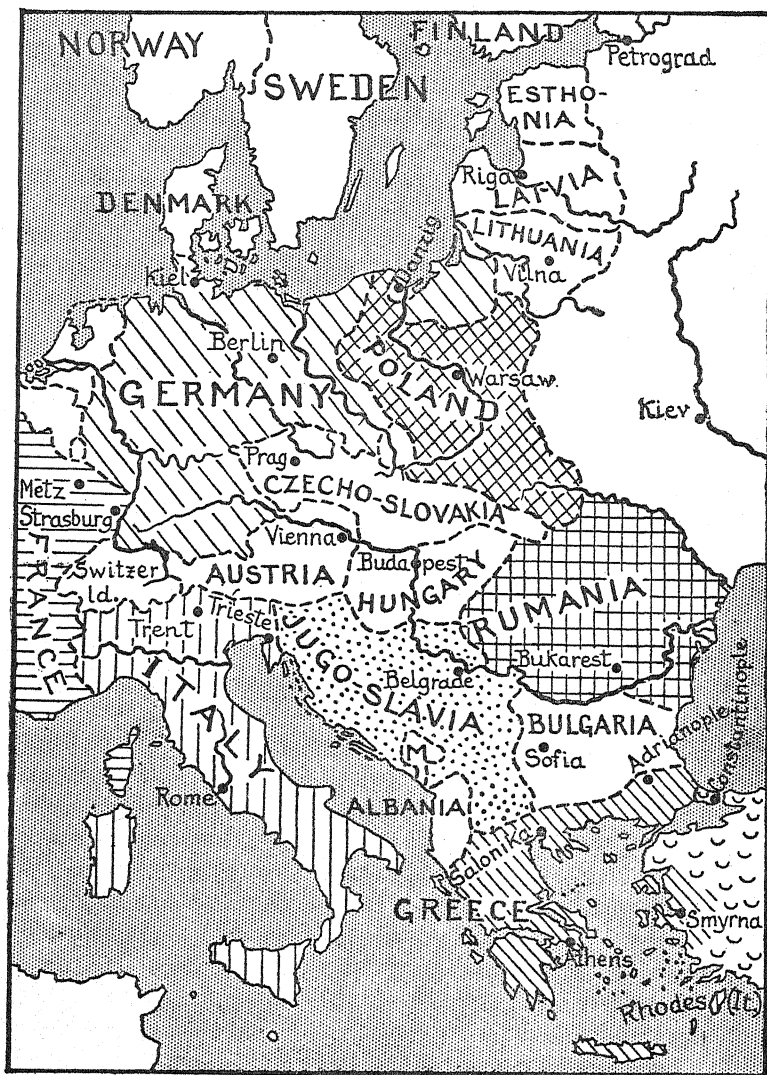 NORWAY
FINLAND
Petrograd
SWEDEN
ESTHO-
NIA
Riga
LATVIA
DENMARK
LITHUANIA
Danzig
Vilna
Kiel
Berlin
POLAND
Warsaw.
GERMANY
Kiev
Prag
CZECHO-SLOVAKIA
Metz
Strasburg
Vienna
Budapest
FRANCE
Switzer
ld.
AUSTRIA
HUNGARY
RUMANIA
Trent
Trieste
JUGO-SLAVIA
Bukarest
Belgrade
ITALY
BULGARIA
Constantinople
Adrianople
M
Sofia
Rome
ALBANIA
Salonika
GREECE
Smyrna
Athens
Rhodes (It.)